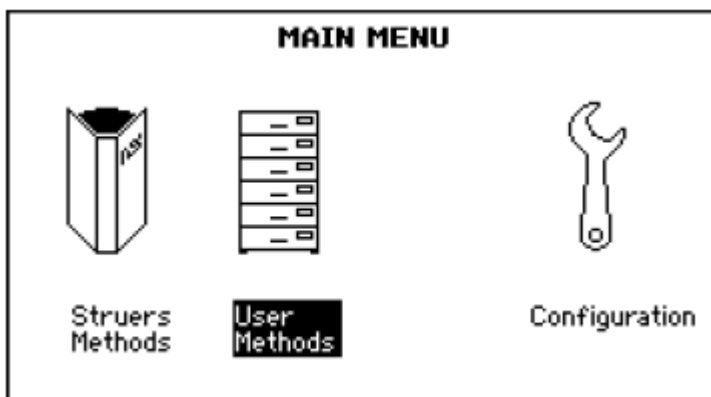 MAIN MENU
Struers
Methods
User
Methods
Configuration